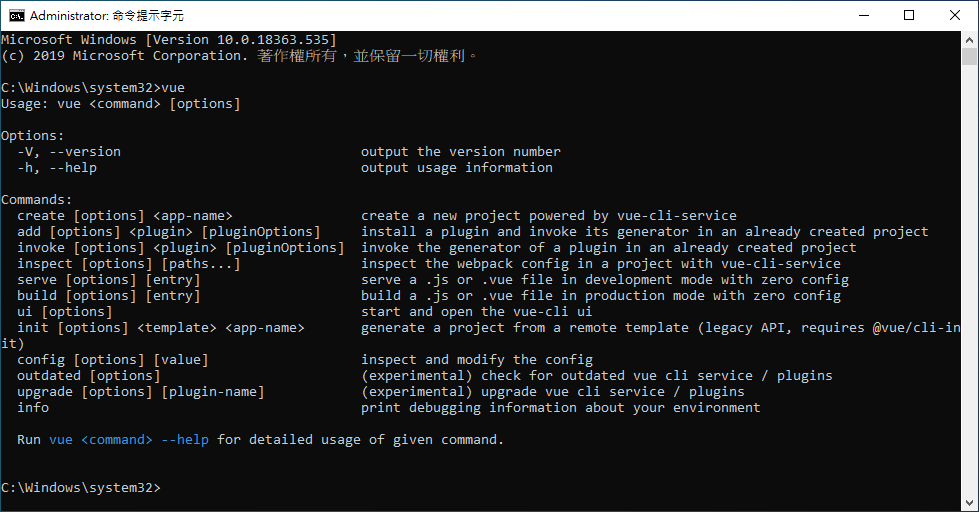 Administrator: 命令提示字元
Microsoft Windows [Version 10.0.18363.535]
(c) 2019 Microsoft Corporation. 著作權所有，並保留一切權利。
C:\Windows\system32>vue
Usage: vue <command> [options]
Options:
  -V, --version                              output the version number
  -h, --help                                 output usage information
Commands:
  create [options] <app-name>                create a new project powered by vue-cli-service
  add [options] <plugin> [pluginOptions]     install a plugin and invoke its generator in an already created project
  invoke [options] <plugin> [pluginOptions]  invoke the generator of a plugin in an already created project
  inspect [options] [paths...]               inspect the webpack config in a project with vue-cli-service
  serve [options] [entry]                    serve a .js or .vue file in development mode with zero config
  build [options] [entry]                    build a .js or .vue file in production mode with zero config
  ui [options]                               start and open the vue-cli ui
  init [options] <template> <app-name>       generate a project from a remote template (legacy API, requires @vue/cli-in
it)
  config [options] [value]                   inspect and modify the config
  outdated [options]                         (experimental) check for outdated vue cli service / plugins
  upgrade [options] [plugin-name]            (experimental) upgrade vue cli service / plugins
  info                                       print debugging information about your environment
  Run vue <command> --help for detailed usage of given command.
C:\Windows\system32>